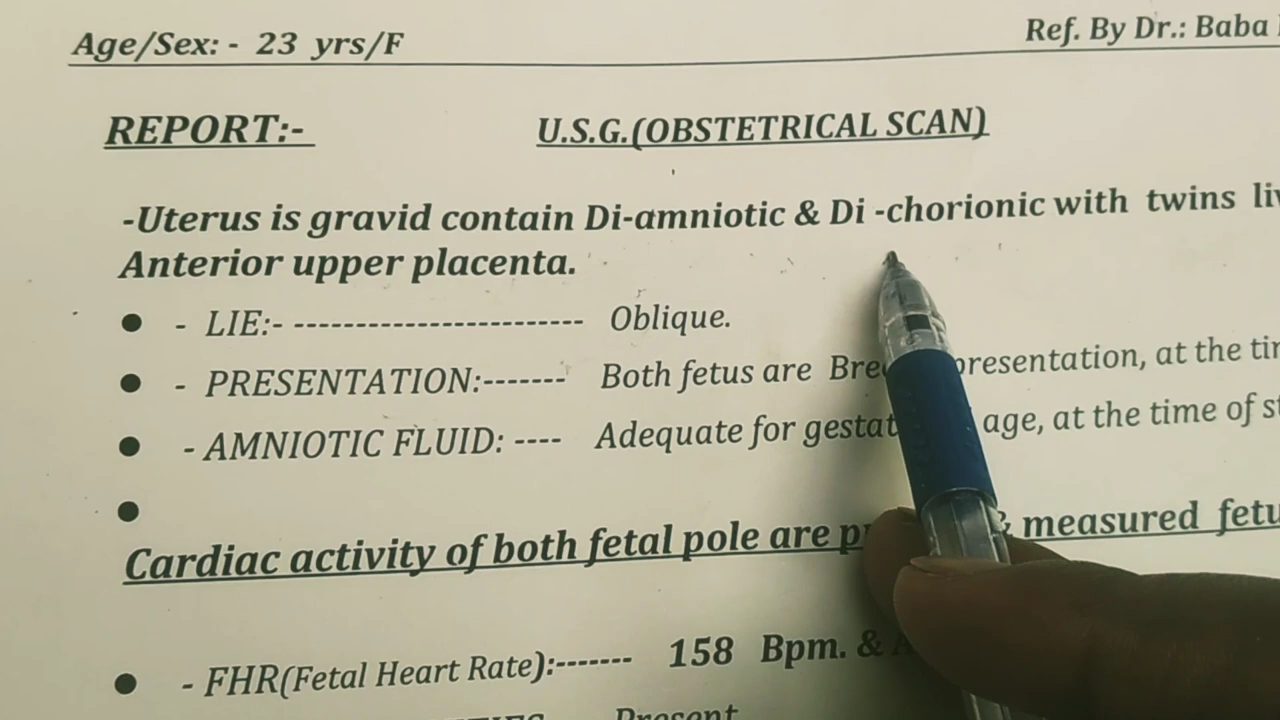 Age/Sex: - 23 yrs/F
Ref. By Dr.: Baba
REPORT:-
U.S.G.(OBSTETRICAL SCAN)
-Uterus is gravid contain Di-amniotic & Di -chorionic with twins
Anterior upper placenta.
- LIE:- ----------------------- Oblique.
- PRESENTATION:------- Both fetus are presentation, at the
- AMNIOTIC FLUID: ---- Adequate for age, at the time of
Cardiac activity of both fetal pole are & measured
- FHR(Fetal Heart Rate):------- 158 Bpm. &
Present